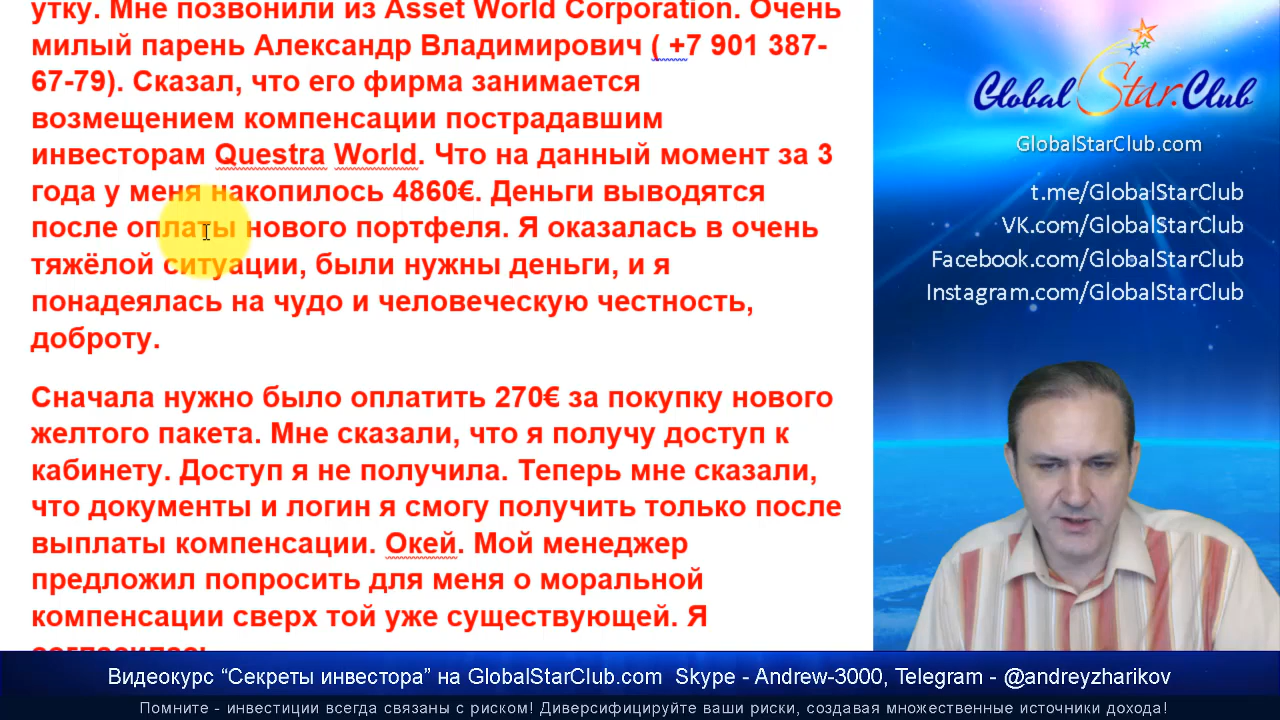 утку. Мне позвонили из Asset World Corporation. Очень
милый парень Александр Владимирович ( +7 901 387-
67-79). Сказал, что его фирма занимается
возмещением компенсации пострадавшим
инвесторам Questra World. Что на данный момент за 3
года у меня накопилось 4860€. Деньги выводятся
после оплаты нового портфеля. Я оказалась в очень
тяжёлой ситуации, были нужны деньги, и я
понадеялась на чудо и человеческую честность,
доброту.
Сначала нужно было оплатить 270€ за покупку нового
желтого пакета. Мне сказали, что я получу доступ к
кабинету. Доступ я не получила. Теперь мне сказали,
что документы и логин я смогу получить только после
выплаты компенсации. Окей. Мой менеджер
предложил попросить для меня о моральной
компенсации сверх той уже существующей. Я
Global Star.Club
GlobalStarClub.com
t.me/GlobalStarClub
VK.com/GlobalStarClub
Facebook.com/GlobalStarClub
Instagram.com/GlobalStarClub
Видеокурс “Секреты инвестора” на GlobalStarClub.com Skype - Andrew-3000, Telegram - @andreyzharikov
Помните - инвестиции всегда связаны с риском! Диверсифицируйте ваши риски, создавая множественные источники дохода!